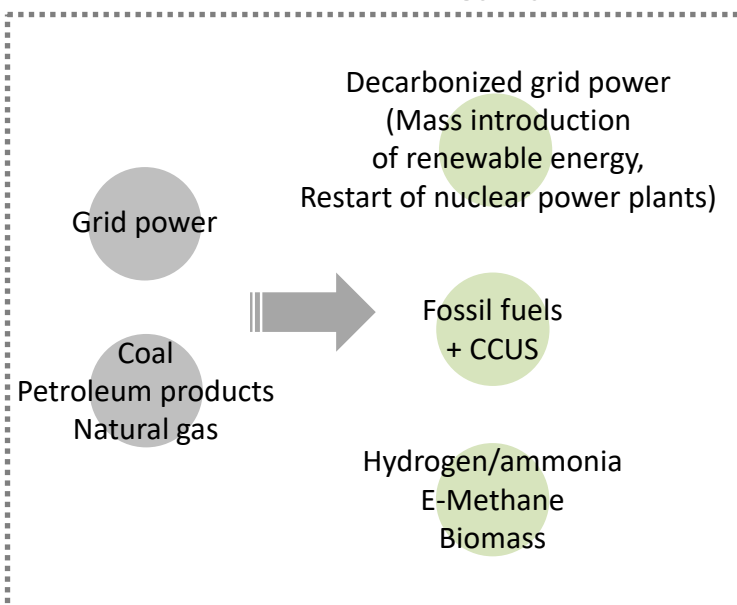 Grid power
Coal
Petroleum products
Natural gas
Decarbonized grid power
(Mass introduction
of renewable energy,
Restart of nuclear power plants)
Fossil fuels
+ CCUS
Hydrogen/ammonia
E-Methane
Biomass